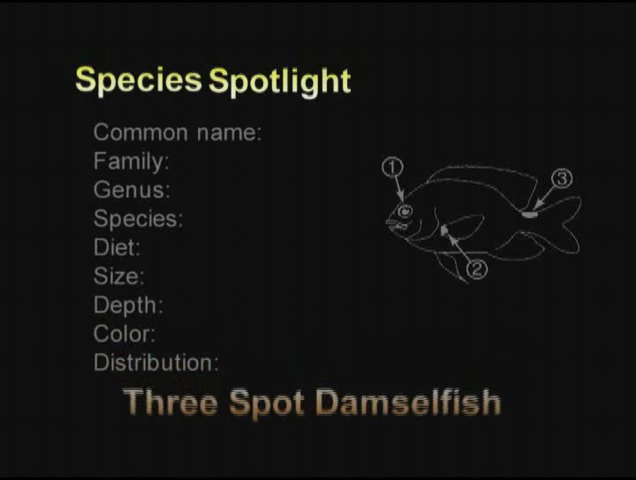 Species Spotlight
Common name:
Family:
Genus:
Species:
Diet:
Size:
Depth:
Color:
Distribution:
1
3
2
Three Spot Damselfish